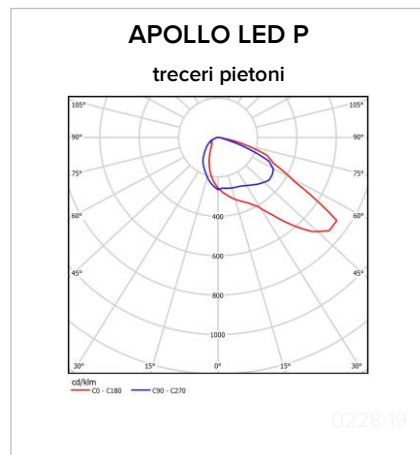 APOLLO LED P
treceri pietoni
105° 105°
90° 90°
75° 75°
60° 60°
400
45° 45°
600
800
1000
30° 15° 0° 15° 30°
cd/klm
C0 - C180 C90 - C270
0228-19